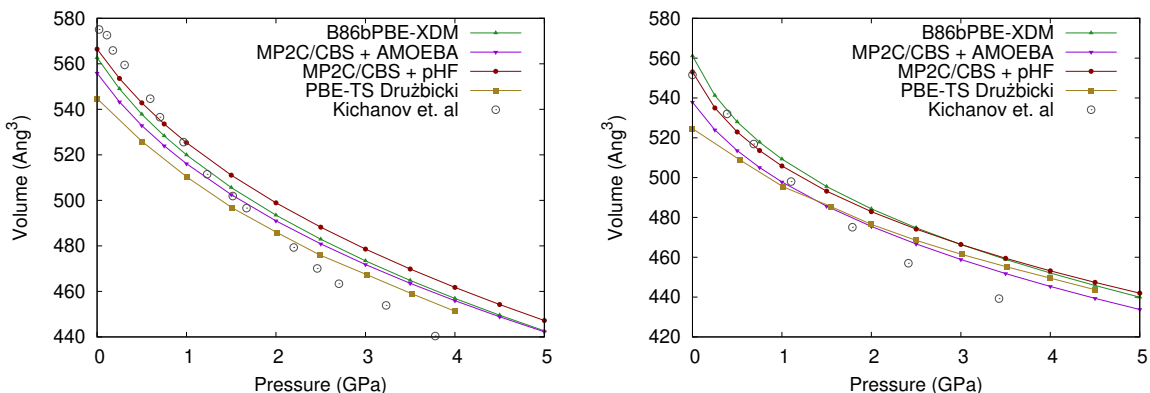 580
560
540
520
500
480
460
440
Volume (Ang³)
0 1 2 3 4 5
Pressure (GPa)
B86bPBE-XDM
MP2C/CBS + AMOEBA
MP2C/CBS + pHF
PBE-TS Drużbicki
Kichanov et. al
580
560
540
520
500
480
460
440
420
Volume (Ang³)
0 1 2 3 4 5
Pressure (GPa)
B86bPBE-XDM
MP2C/CBS + AMOEBA
MP2C/CBS + pHF
PBE-TS Drużbicki
Kichanov et. al